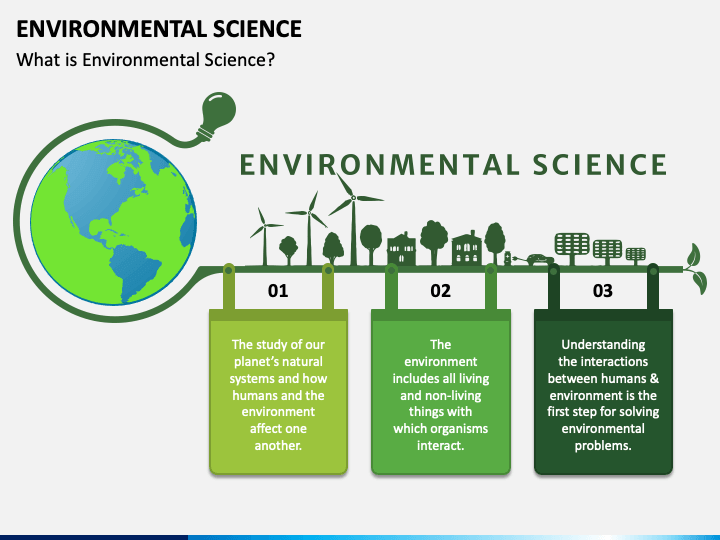 ENVIRONMENTAL SCIENCE
What is Environmental Science?
ENVIRONMENTAL SCIENCE
01
The study of our
planet's natural
systems and how
humans and the
environment
affect one
another.
02
The
environment
includes all living
and non-living
things with
which organisms
interact.
03
Understanding
the interactions
between humans &
environment is the
first step for solving
environmental
problems.